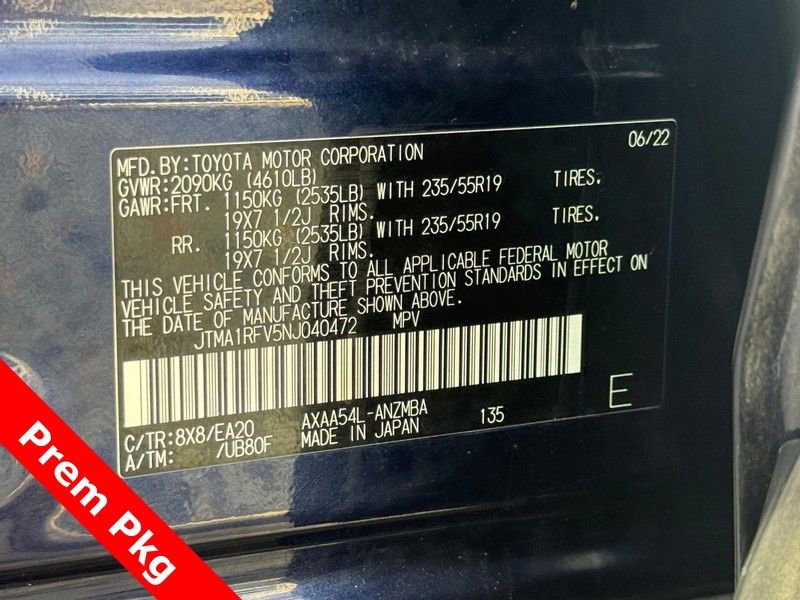 06/22
MFD.BY:TOYOTA MOTOR CORPORATION
GVWR:2090KG (4610LB)
GAWR:FRT. 1150KG (2535LB) WITH 235/55R19 TIRES,
19X7 1/2J RIMS.
RR. 1150KG (2535LB) WITH 235/55R19 TIRES,
19X7 1/2J RIMS.
THIS VEHICLE CONFORMS TO ALL APPLICABLE FEDERAL MOTOR
VEHICLE SAFETY AND THEFT PREVENTION STANDARDS IN EFFECT ON
THE DATE OF MANUFACTURE SHOWN ABOVE.
JTMA1RFV5NJ040472 MPV
E
C/TR:8X8/EA20 AXAA54L-ANZMBA 135
A/TM: /UB80F MADE IN JAPAN
Prem Pkg